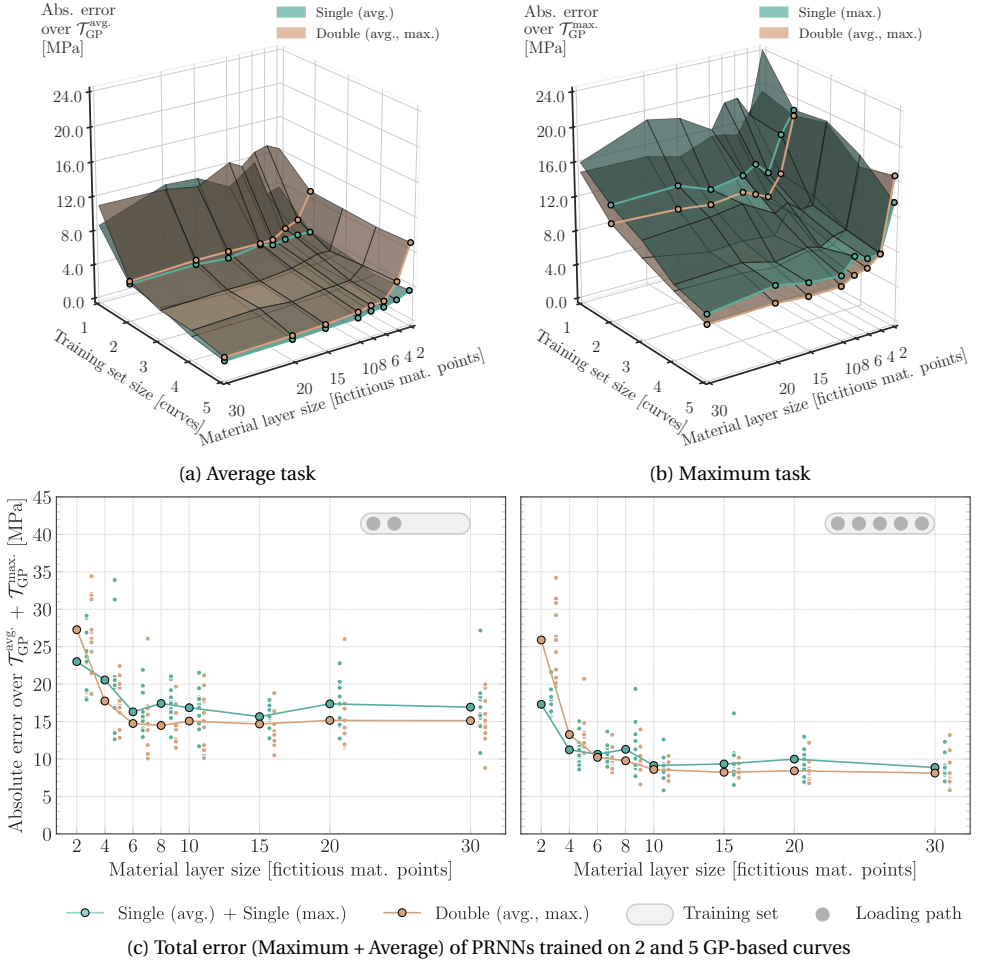 Abs. error
over 𝒯_GP^avg.
[MPa]
Single (avg.)
Double (avg., max.)
24.0
20.0
16.0
12.0
8.0
4.0
0.0
1
2
3
4
5
Training set size [curves]
30
20
15
10
8
6
4
2
Material layer size [fictitious mat. points]
(a) Average task
Abs. error
over 𝒯_GP^max.
[MPa]
Single (max.)
Double (avg., max.)
24.0
20.0
16.0
12.0
8.0
4.0
0.0
1
2
3
4
5
Training set size [curves]
30
20
15
10
8
6
4
2
Material layer size [fictitious mat. points]
(b) Maximum task
Absolute error over 𝒯_GP^avg. + 𝒯_GP^max. [MPa]
45
40
35
30
25
20
15
10
5
0
2 4 6 8 10 15 20 30
Material layer size [fictitious mat. points]
2 4 6 8 10 15 20 30
Material layer size [fictitious mat. points]
Single (avg.) + Single (max.)
Double (avg., max.)
Training set
Loading path
(c) Total error (Maximum + Average) of PRNNs trained on 2 and 5 GP-based curves